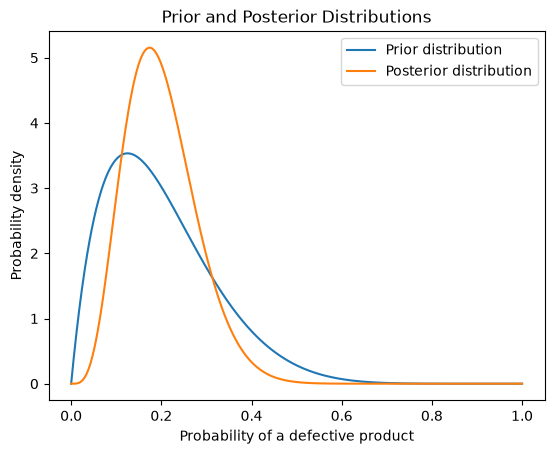 Prior and Posterior Distributions
Prior distribution
Posterior distribution
Probability density
5
4
3
2
1
0
0.0 0.2 0.4 0.6 0.8 1.0
Probability of a defective product